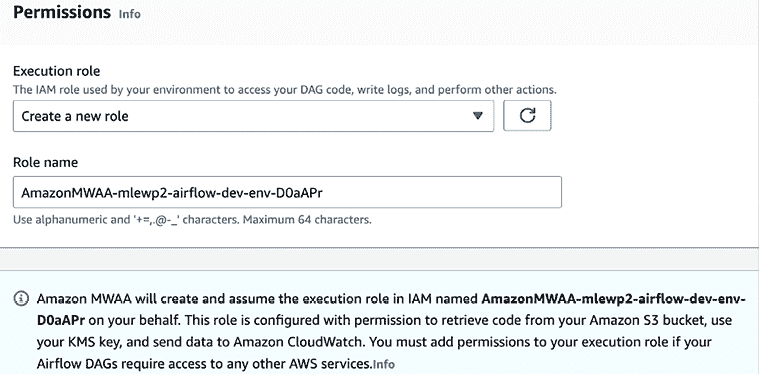 Permissions Info
Execution role
The IAM role used by your environment to access your DAG code, write logs, and perform other actions.
Create a new role
Role name
AmazonMWAA-mlewp2-airflow-dev-env-D0aAPr
Use alphanumeric and '+=,.@-_' characters. Maximum 64 characters.
Amazon MWAA will create and assume the execution role in IAM named AmazonMWAA-mlewp2-airflow-dev-env-
D0aAPr on your behalf. This role is configured with permission to retrieve code from your Amazon S3 bucket, use
your KMS key, and send data to Amazon CloudWatch. You must add permissions to your execution role if your
Airflow DAGs require access to any other AWS services.Info